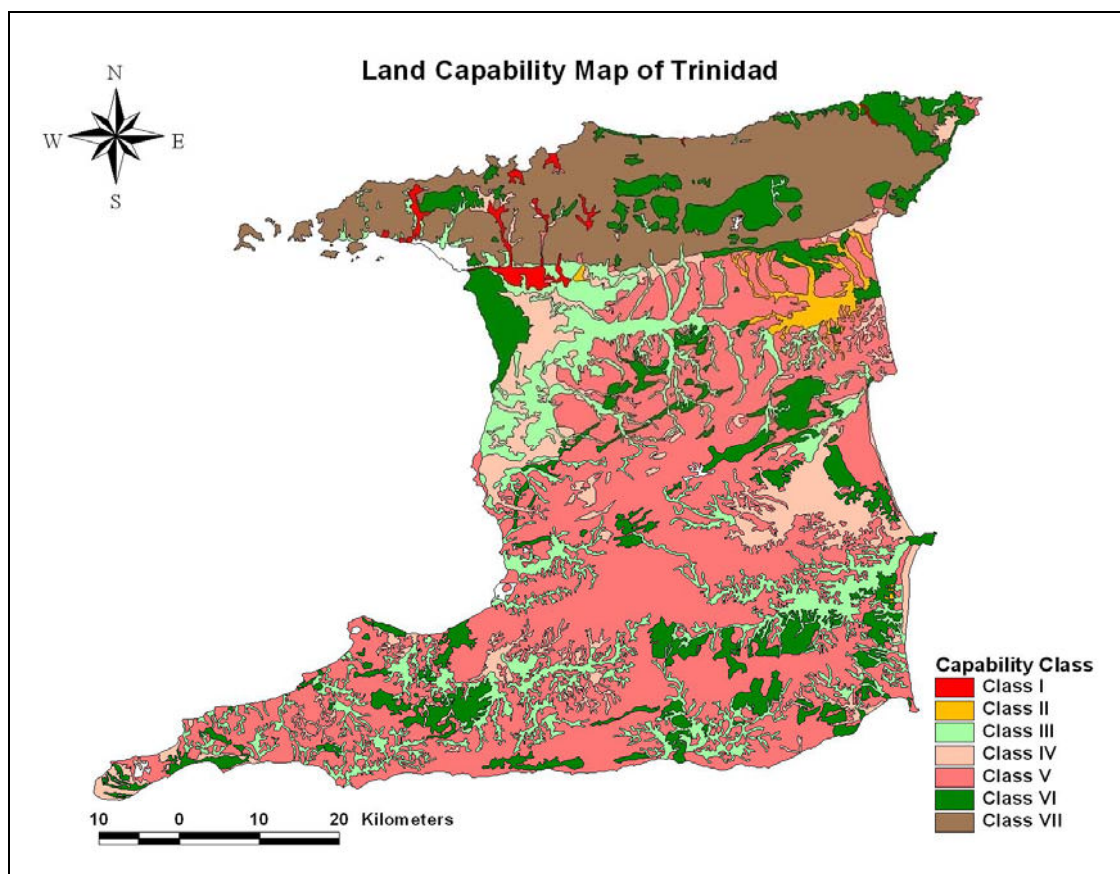 Land Capability Map of Trinidad
N
W E
S
Capability Class
Class I
Class II
Class III
Class IV
Class V
Class VI
Class VII
10 0 10 20 Kilometers